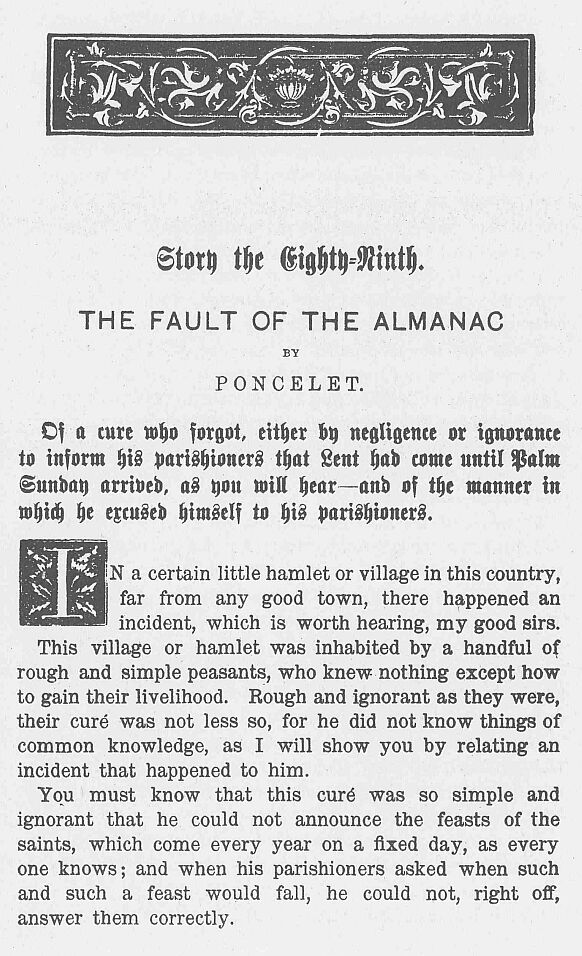 Story the Eighty-Ninth.
THE FAULT OF THE ALMANAC
BY
PONCELET.
Of a cure who forgot, either by negligence or ignorance
to inform his parishioners that Lent had come until Palm
Sunday arrived, as you will hear—and of the manner in
which he excused himself to his parishioners.
IN a certain little hamlet or village in this country,
far from any good town, there happened an
incident, which is worth hearing, my good sirs.
This village or hamlet was inhabited by a handful of
rough and simple peasants, who knew nothing except how
to gain their livelihood. Rough and ignorant as they were,
their curé was not less so, for he did not know things of
common knowledge, as I will show you by relating an
incident that happened to him.
You must know that this curé was so simple and
ignorant that he could not announce the feasts of the
saints, which come every year on a fixed day, as every
one knows; and when his parishioners asked when such
and such a feast would fall, he could not, right off,
answer them correctly.